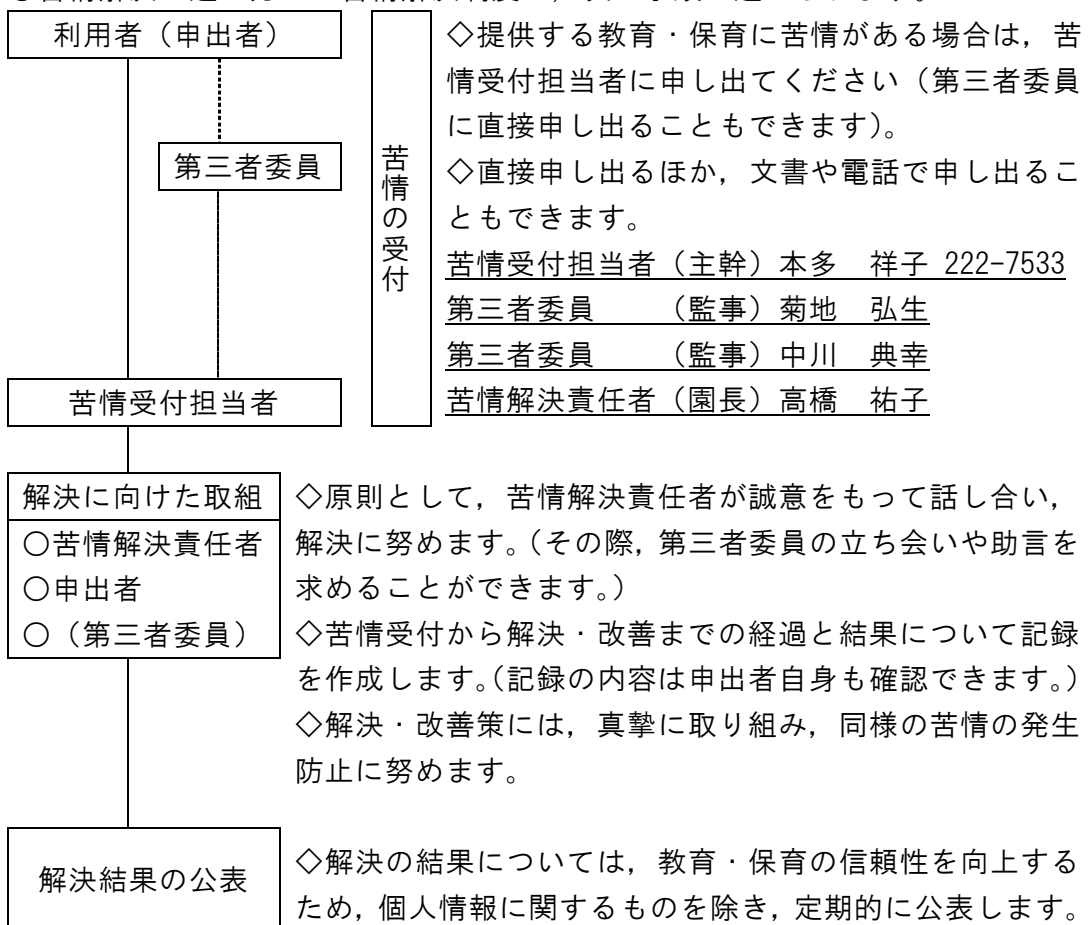 利用者（申出者）
第三者委員
苦情受付担当者
苦情の受付
◇提供する教育・保育に苦情がある場合は，苦
情受付担当者に申し出てください（第三者委員
に直接申し出ることもできます）。
◇直接申し出るほか，文書や電話で申し出るこ
ともできます。
苦情受付担当者（主幹）本多　祥子 222-7533
第三者委員　　（監事）菊地　弘生
第三者委員　　（監事）中川　典幸
苦情解決責任者（園長）高橋　祐子
解決に向けた取組
○苦情解決責任者
○申出者
○（第三者委員）
◇原則として，苦情解決責任者が誠意をもって話し合い，
解決に努めます。（その際，第三者委員の立ち会いや助言を
求めることができます。）
◇苦情受付から解決・改善までの経過と結果について記録
を作成します。（記録の内容は申出者自身も確認できます。）
◇解決・改善策には，真摯に取り組み，同様の苦情の発生
防止に努めます。
解決結果の公表
◇解決の結果については，教育・保育の信頼性を向上する
ため，個人情報に関するものを除き，定期的に公表します。